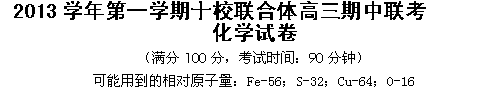 2013 学年第一学期十校联合体高三期中联考
化学试卷
（满分 100 分，考试时间：90 分钟）
可能用到的相对原子量：Fe-56；S-32；Cu-64；O-16